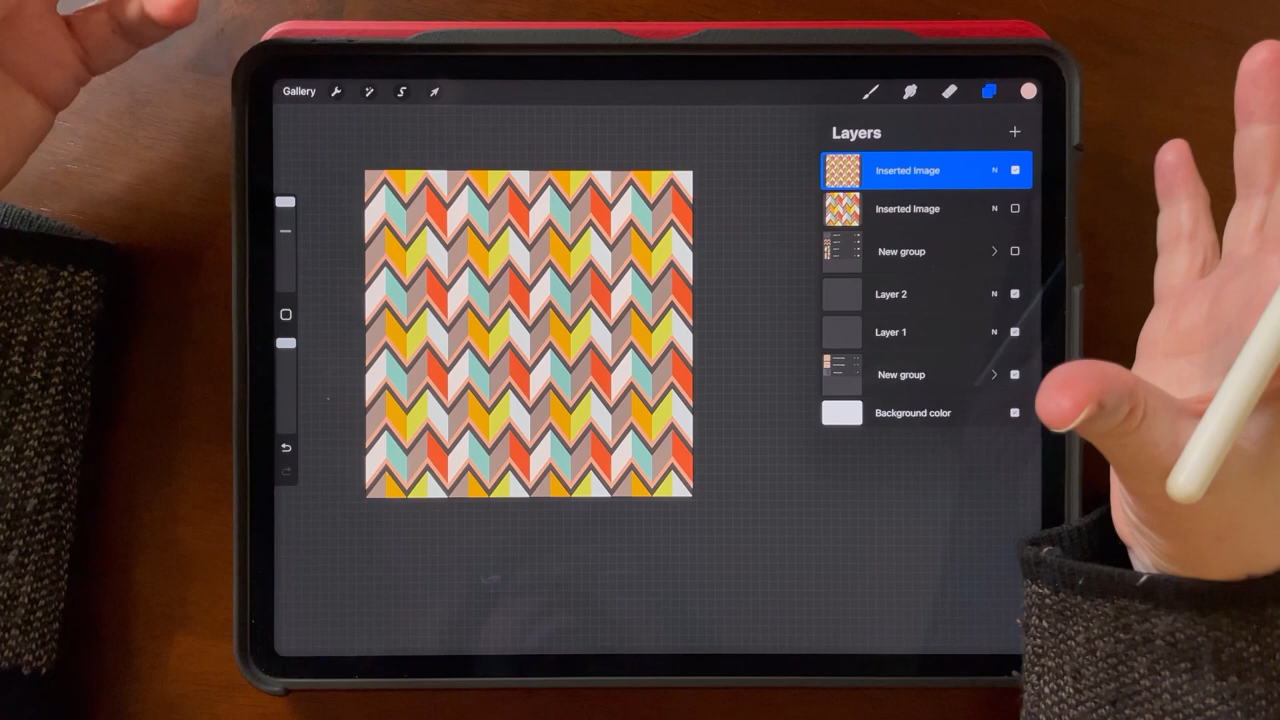 Gallery
Layers
Inserted Image N
Inserted Image N
New group
Layer 2 N
Layer 1 N
New group
Background color